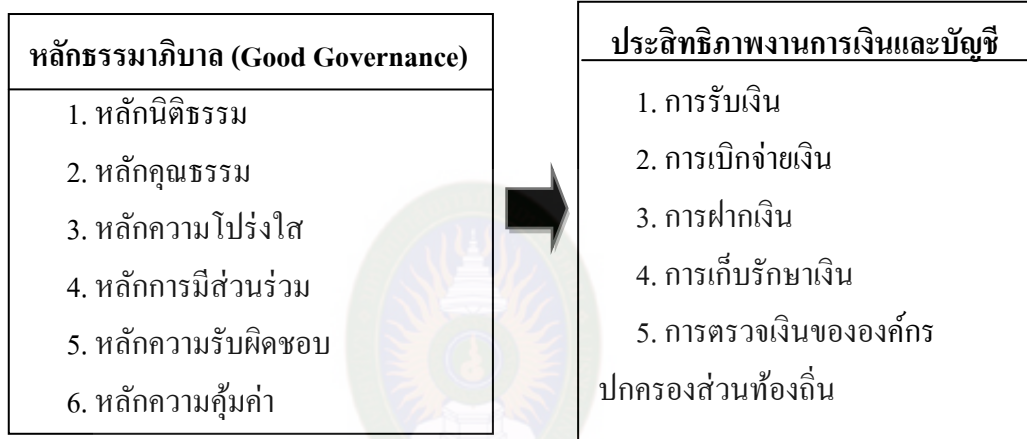 หลักธรรมาภิบาล (Good Governance)
1. หลักนิติธรรม
2. หลักคุณธรรม
3. หลักความโปร่งใส
4. หลักการมีส่วนร่วม
5. หลักความรับผิดชอบ
6. หลักความคุ้มค่า
ประสิทธิภาพงานการเงินและบัญชี
1. การรับเงิน
2. การเบิกจ่ายเงิน
3. การฝากเงิน
4. การเก็บรักษาเงิน
5. การตรวจเงินขององค์กร
ปกครองส่วนท้องถิ่น